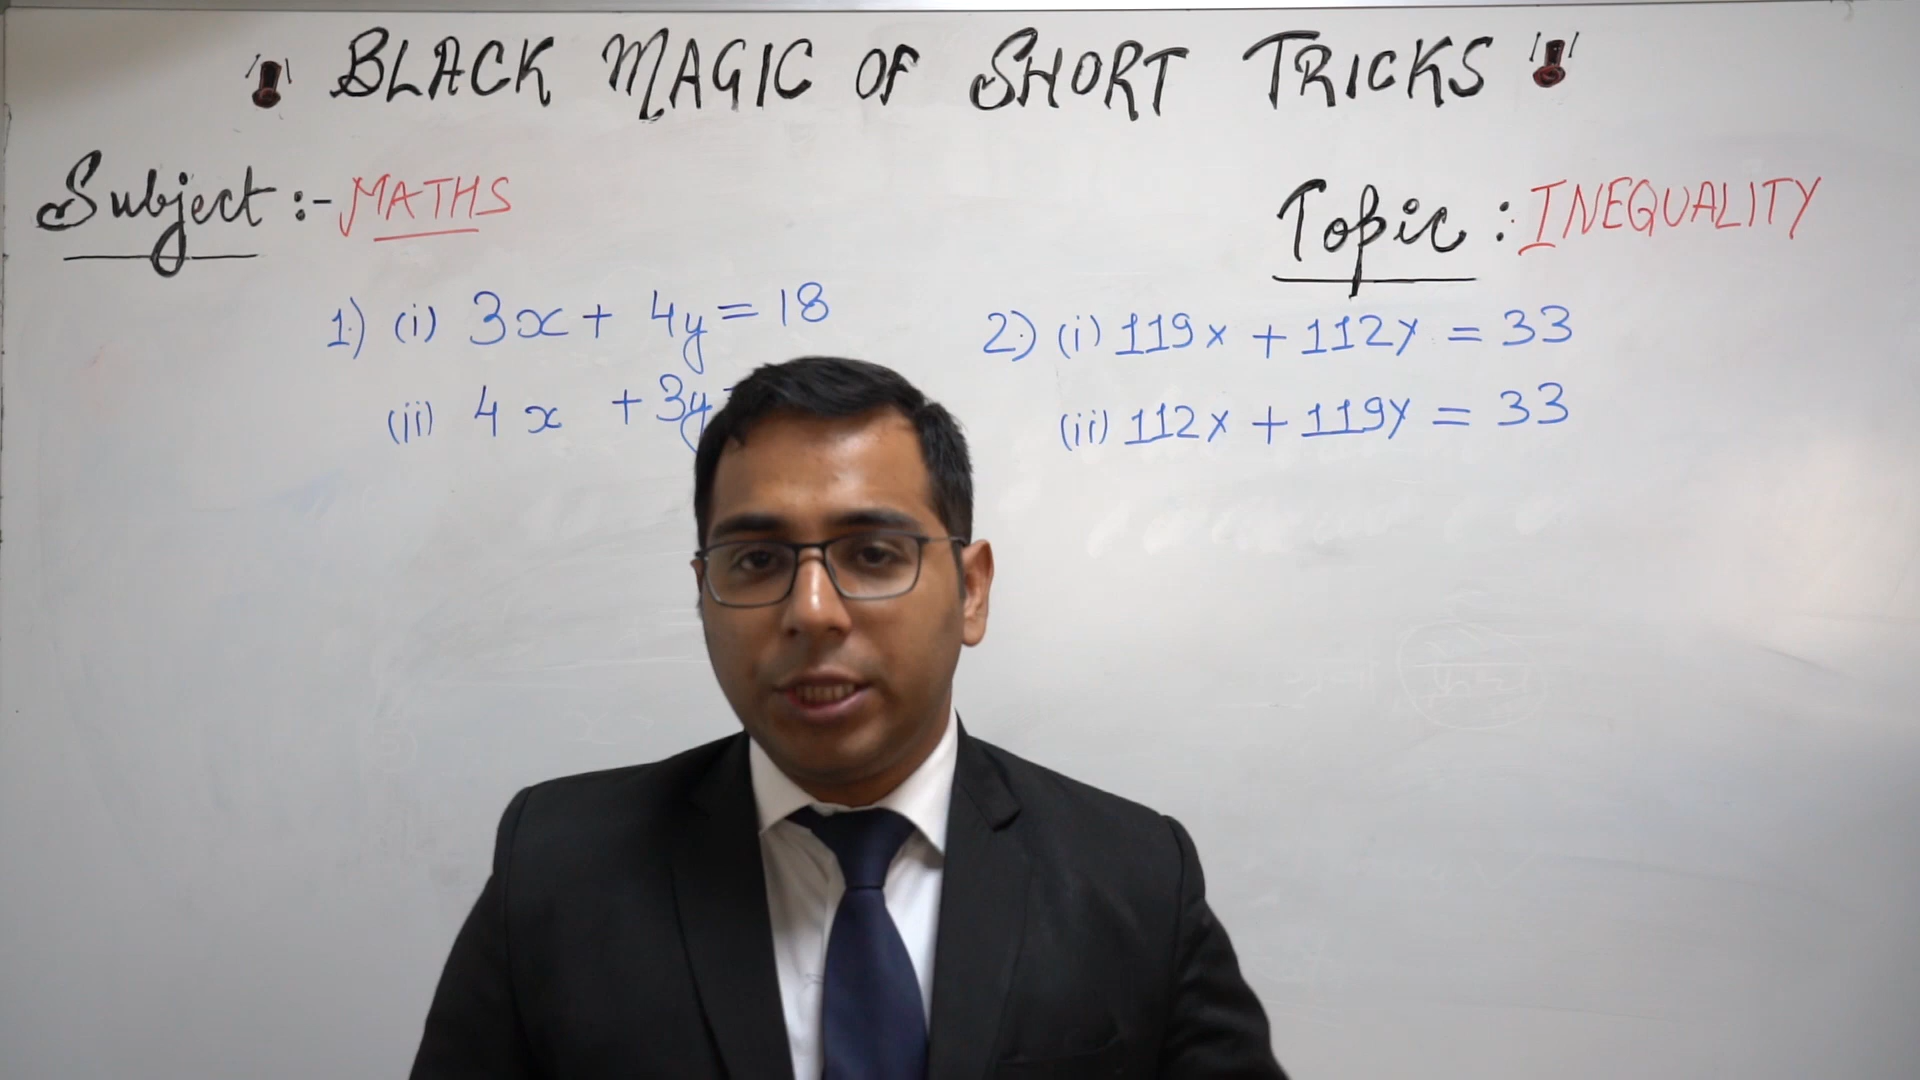 BLACK MAGIC OF SHORT TRICKS
Subject :- MATHS
Topic : INEQUALITY
1) (i) 3x + 4y = 18
(ii) 4x + 3y
2) (i) 119x + 112y = 33
(ii) 112x + 119y = 33